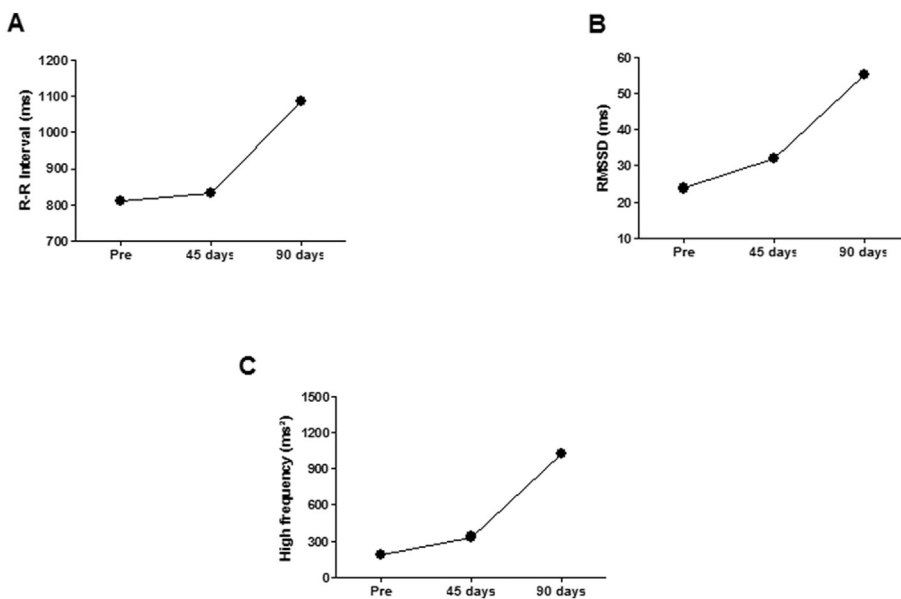 A
R-R Interval (ms)
1200
1100
1000
900
800
700
Pre 45 days 90 days
B
RMSSD (ms)
60
50
40
30
20
10
Pre 45 days 90 days
C
High frequency (ms²)
1500
1200
900
600
300
0
Pre 45 days 90 days